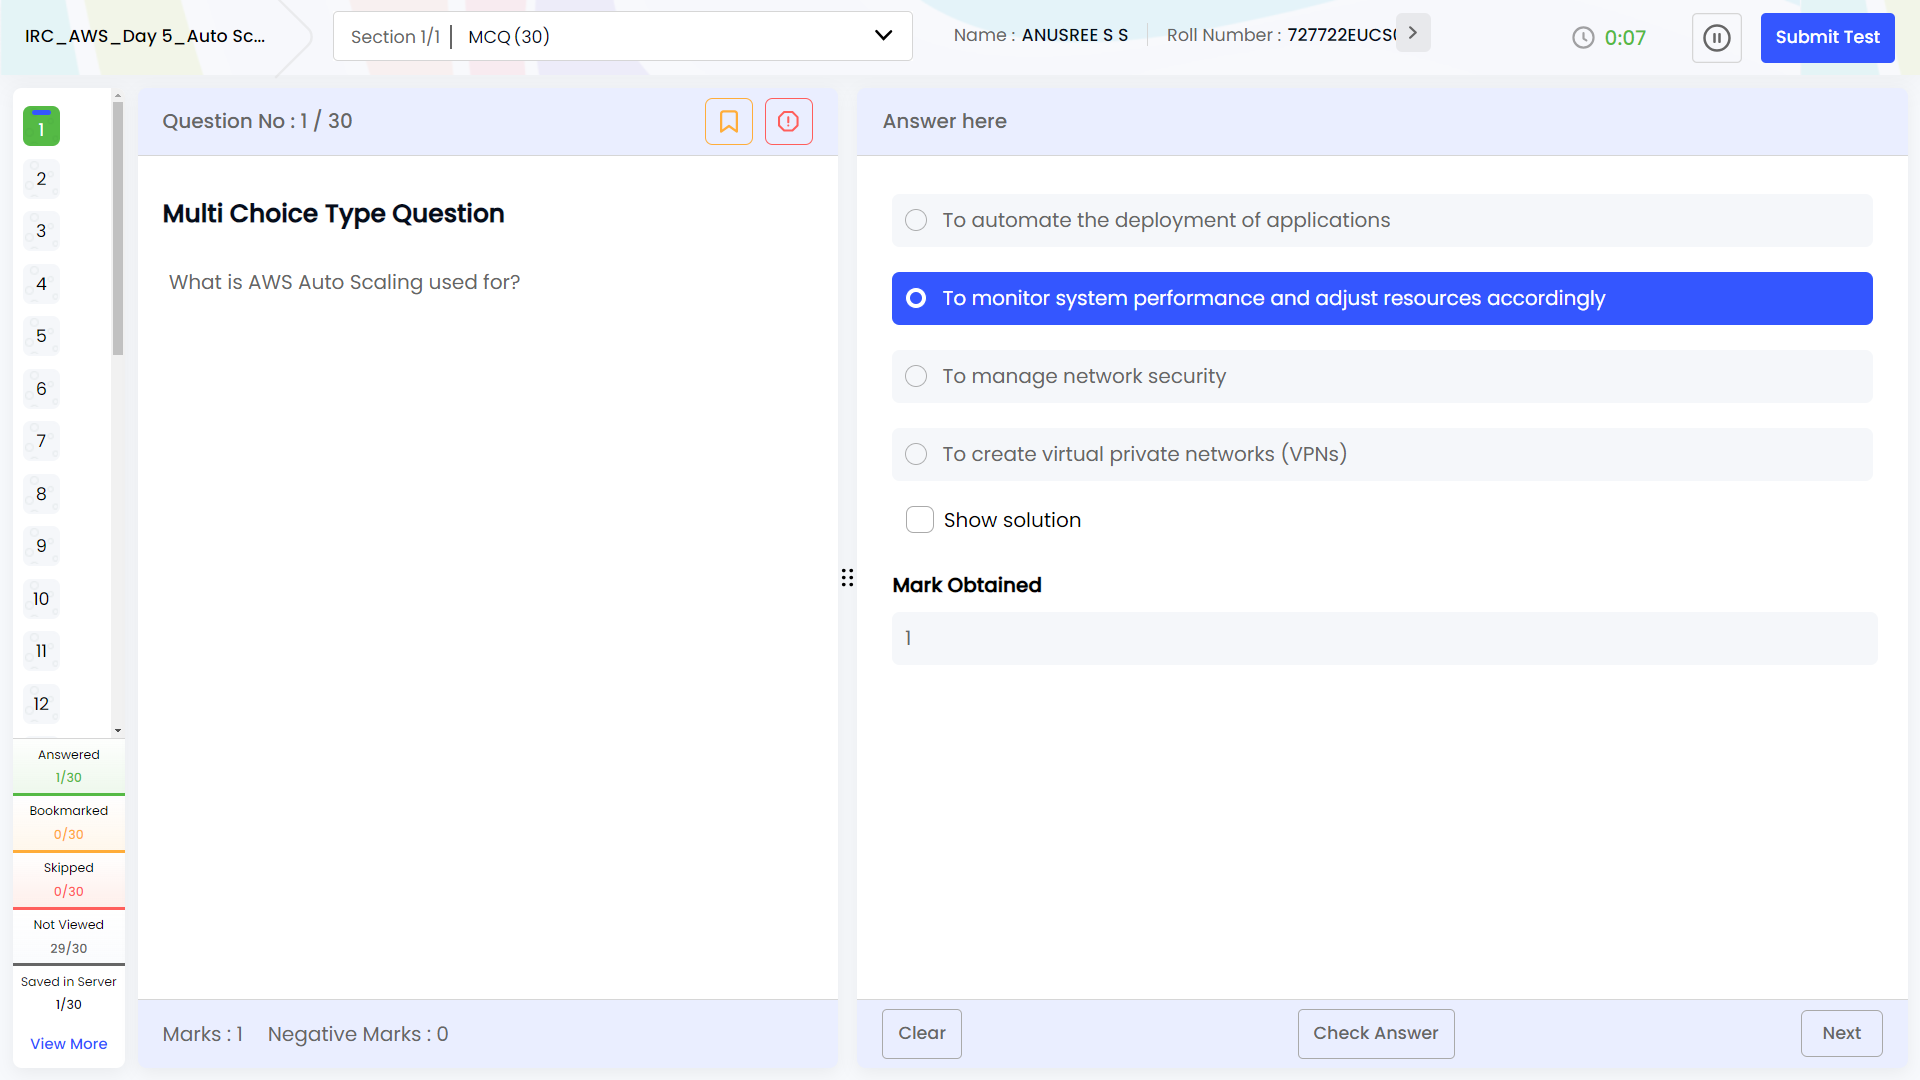 IRC_AWS_Day 5_Auto Sc...
Section 1/1 | MCQ (30)
Name : ANUSREE S S
Roll Number : 727722EUCS
0:07
Submit Test
1
2
3
4
5
6
7
8
9
10
11
12
Answered
1/30
Bookmarked
0/30
Skipped
0/30
Not Viewed
29/30
Saved in Server
1/30
View More
Question No : 1 / 30
Multi Choice Type Question
What is AWS Auto Scaling used for?
Marks : 1 Negative Marks : 0
Answer here
To automate the deployment of applications
To monitor system performance and adjust resources accordingly
To manage network security
To create virtual private networks (VPNs)
Show solution
Mark Obtained
1
Clear
Check Answer
Next